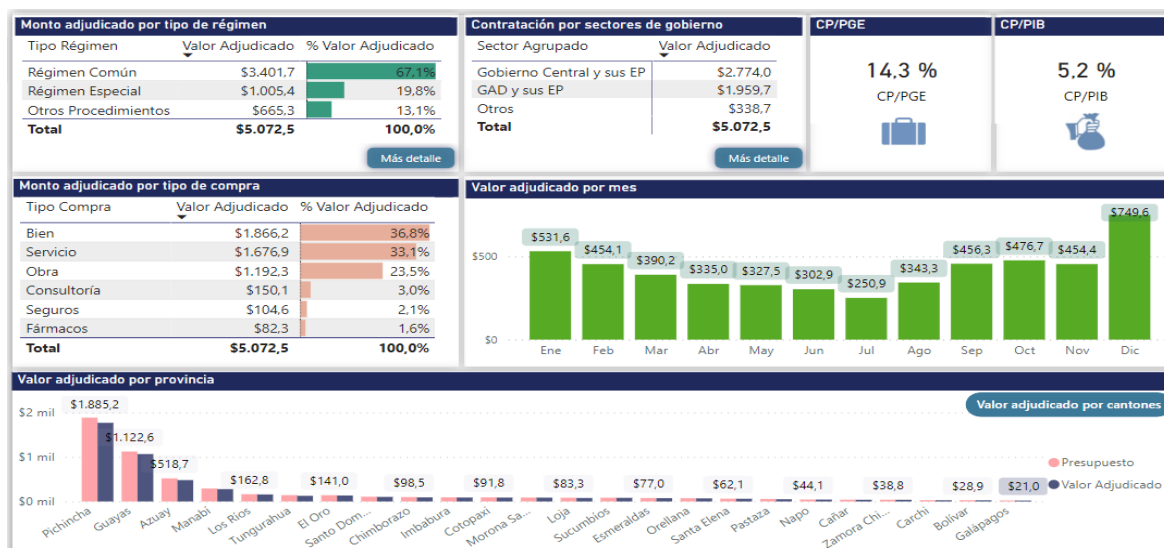 Monto adjudicado por tipo de régimen
Tipo Régimen Valor Adjudicado % Valor Adjudicado
Régimen Común $3.401,7 67,1%
Régimen Especial $1.005,4 19,8%
Otros Procedimientos $665,3 13,1%
Total $5.072,5 100,0%
Más detalle
Contratación por sectores de gobierno
Sector Agrupado Valor Adjudicado
Gobierno Central y sus EP $2.774,0
GAD y sus EP $1.959,7
Otros $338,7
Total $5.072,5
Más detalle
CP/PGE
14,3 %
CP/PGE
CP/PIB
5,2 %
CP/PIB
Monto adjudicado por tipo de compra
Tipo Compra Valor Adjudicado % Valor Adjudicado
Bien $1.866,2 36,8%
Servicio $1.676,9 33,1%
Obra $1.192,3 23,5%
Consultoría $150,1 3,0%
Seguros $104,6 2,1%
Fármacos $82,3 1,6%
Total $5.072,5 100,0%
Valor adjudicado por mes
$749,6
$531,6 $454,1 $390,2 $335,0 $327,5 $302,9 $250,9 $343,3 $456,3 $476,7 $454,4
$500
$0
Ene Feb Mar Abr May Jun Jul Ago Sep Oct Nov Dic
Valor adjudicado por provincia
Valor adjudicado por cantones
$2 mil
$1 mil
$0 mil
$1.885,2 $1.122,6 $518,7 $162,8 $141,0 $98,5 $91,8 $83,3 $77,0 $62,1 $44,1 $38,8 $28,9 $21,0
Presupuesto
Valor Adjudicado
Pichincha Guayas Azuay Manabí Los Ríos Tungurahua El Oro Santo Dom... Chimborazo Imbabura Cotopaxi Morona Sa... Loja Sucumbíos Esmeraldas Orellana Santa Elena Pastaza Napo Cañar Zamora Chi... Carchi Bolívar Galápagos